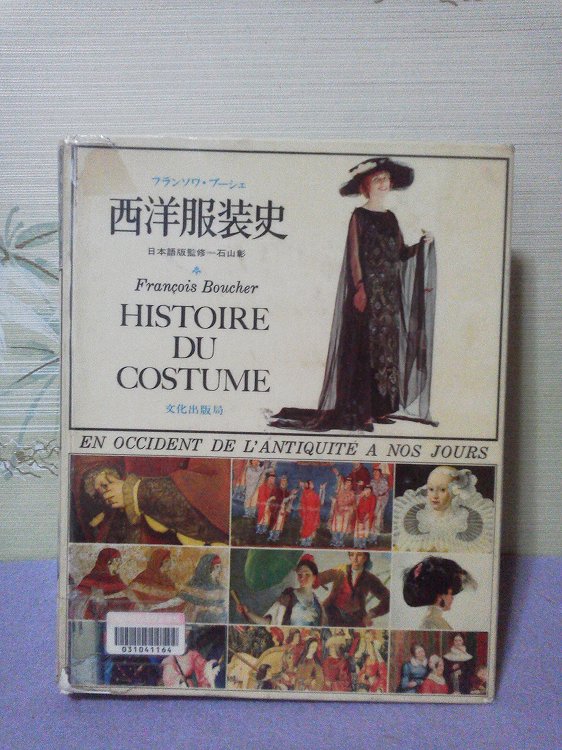 フランソワ・ブーシェ
西洋服装史
日本語版監修―石山彰
François Boucher
HISTOIRE
DU
COSTUME
文化出版局
EN OCCIDENT DE L'ANTIQUITÉ A NOS JOURS
031041164